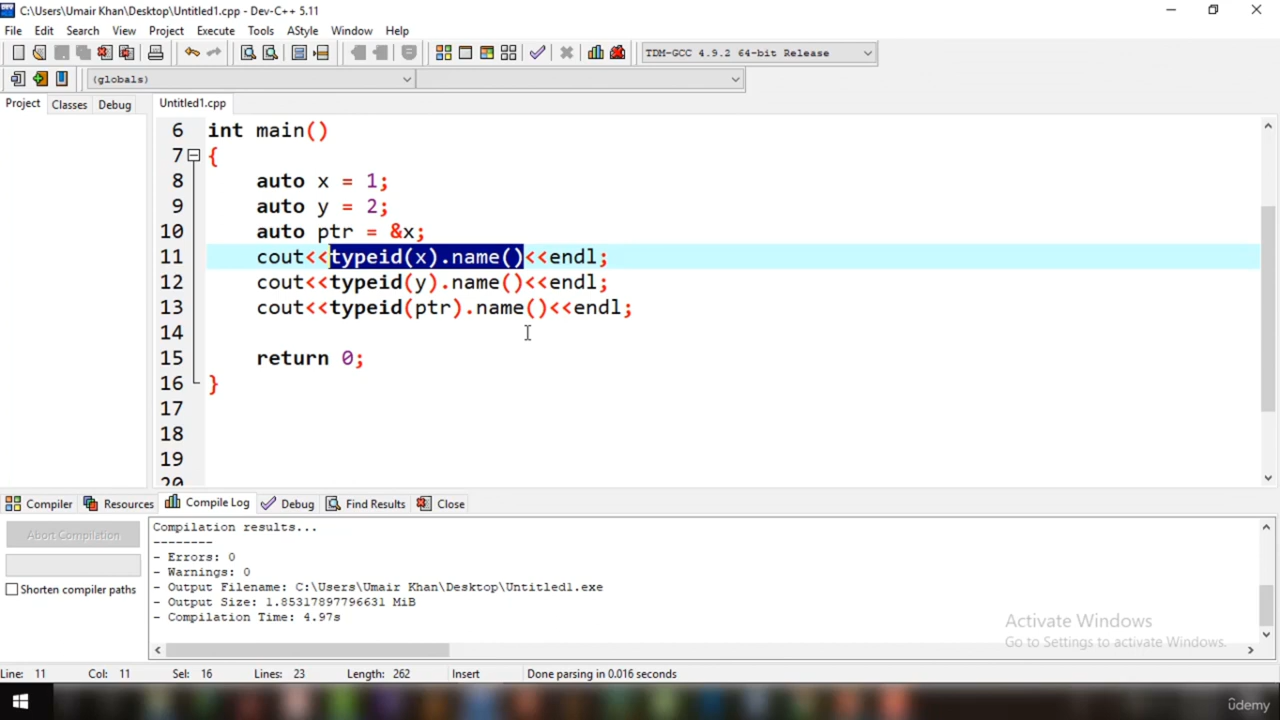 C:\Users\Umair Khan\Desktop\Untitled1.cpp - Dev-C++ 5.11
File Edit Search View Project Execute Tools AStyle Window Help
TDM-GCC 4.9.2 64-bit Release
(globals)
Project Classes Debug Untitled1.cpp
6 int main()
7 {
8 auto x = 1;
9 auto y = 2;
10 auto ptr = &x;
11 cout<<typeid(x).name()<<endl;
12 cout<<typeid(y).name()<<endl;
13 cout<<typeid(ptr).name()<<endl;
14
15 return 0;
16 }
17
18
19
20
Compiler Resources Compile Log Debug Find Results Close
Abort Compilation
Shorten compiler paths
Compilation results...
--------
- Errors: 0
- Warnings: 0
- Output Filename: C:\Users\Umair Khan\Desktop\Untitled1.exe
- Output Size: 1.85317897796631 MiB
- Compilation Time: 4.97s
Activate Windows
Go to Settings to activate Windows.
Line: 11 Col: 11 Sel: 16 Lines: 23 Length: 262 Insert Done parsing in 0.016 seconds
ûdemy